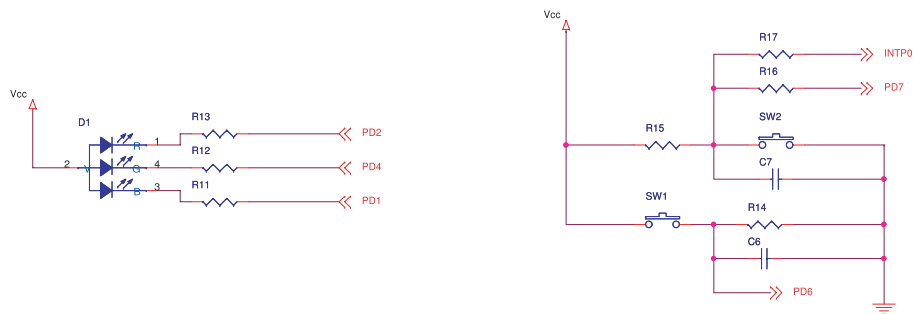 Vcc
D1
2
V
R
G
B
1
4
3
R13
R12
R11
PD2
PD4
PD1
Vcc
R17
INTP0
R16
PD7
SW2
R15
C7
SW1
R14
C6
PD6